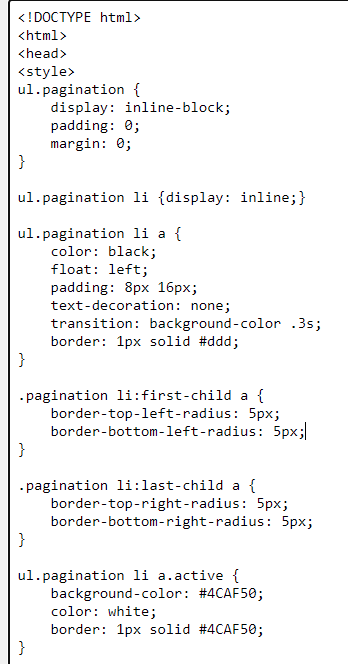 <!DOCTYPE html>
<html>
<head>
<style>
ul.pagination {
    display: inline-block;
    padding: 0;
    margin: 0;
}

ul.pagination li {display: inline;}

ul.pagination li a {
    color: black;
    float: left;
    padding: 8px 16px;
    text-decoration: none;
    transition: background-color .3s;
    border: 1px solid #ddd;
}

.pagination li:first-child a {
    border-top-left-radius: 5px;
    border-bottom-left-radius: 5px;
}

.pagination li:last-child a {
    border-top-right-radius: 5px;
    border-bottom-right-radius: 5px;
}

ul.pagination li a.active {
    background-color: #4CAF50;
    color: white;
    border: 1px solid #4CAF50;
}